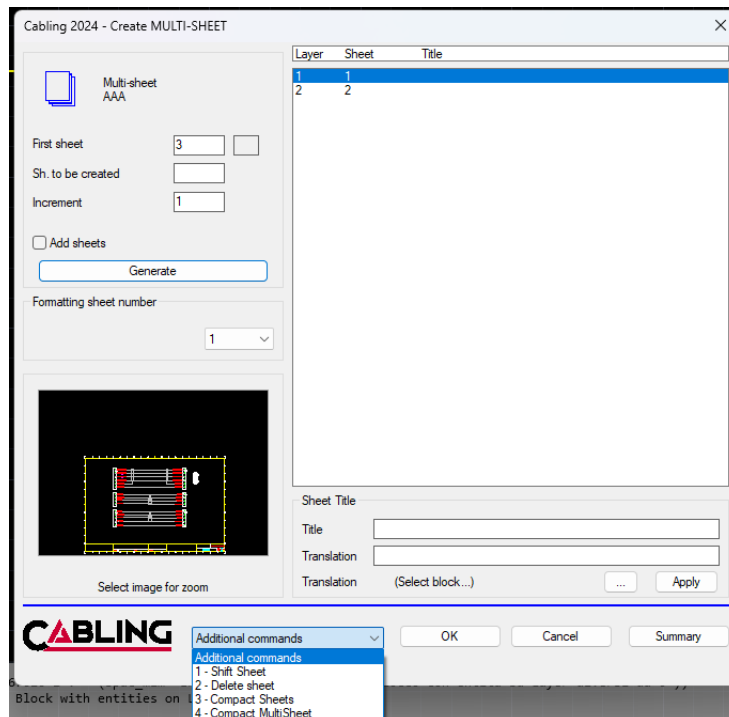 Cabling 2024 - Create MULTI-SHEET
Layer Sheet Title
1 1
2 2
Multi-sheet
AAA
First sheet 3
Sh. to be created
Increment 1
Add sheets
Generate
Formatting sheet number
1
Select image for zoom
Sheet Title
Title
Translation
Translation (Select block...) ... Apply
CABLING Additional commands OK Cancel Summary
Additional commands
1 - Shift Sheet
2 - Delete sheet
3 - Compact Sheets
4 - Compact MultiSheet
Block with entities on